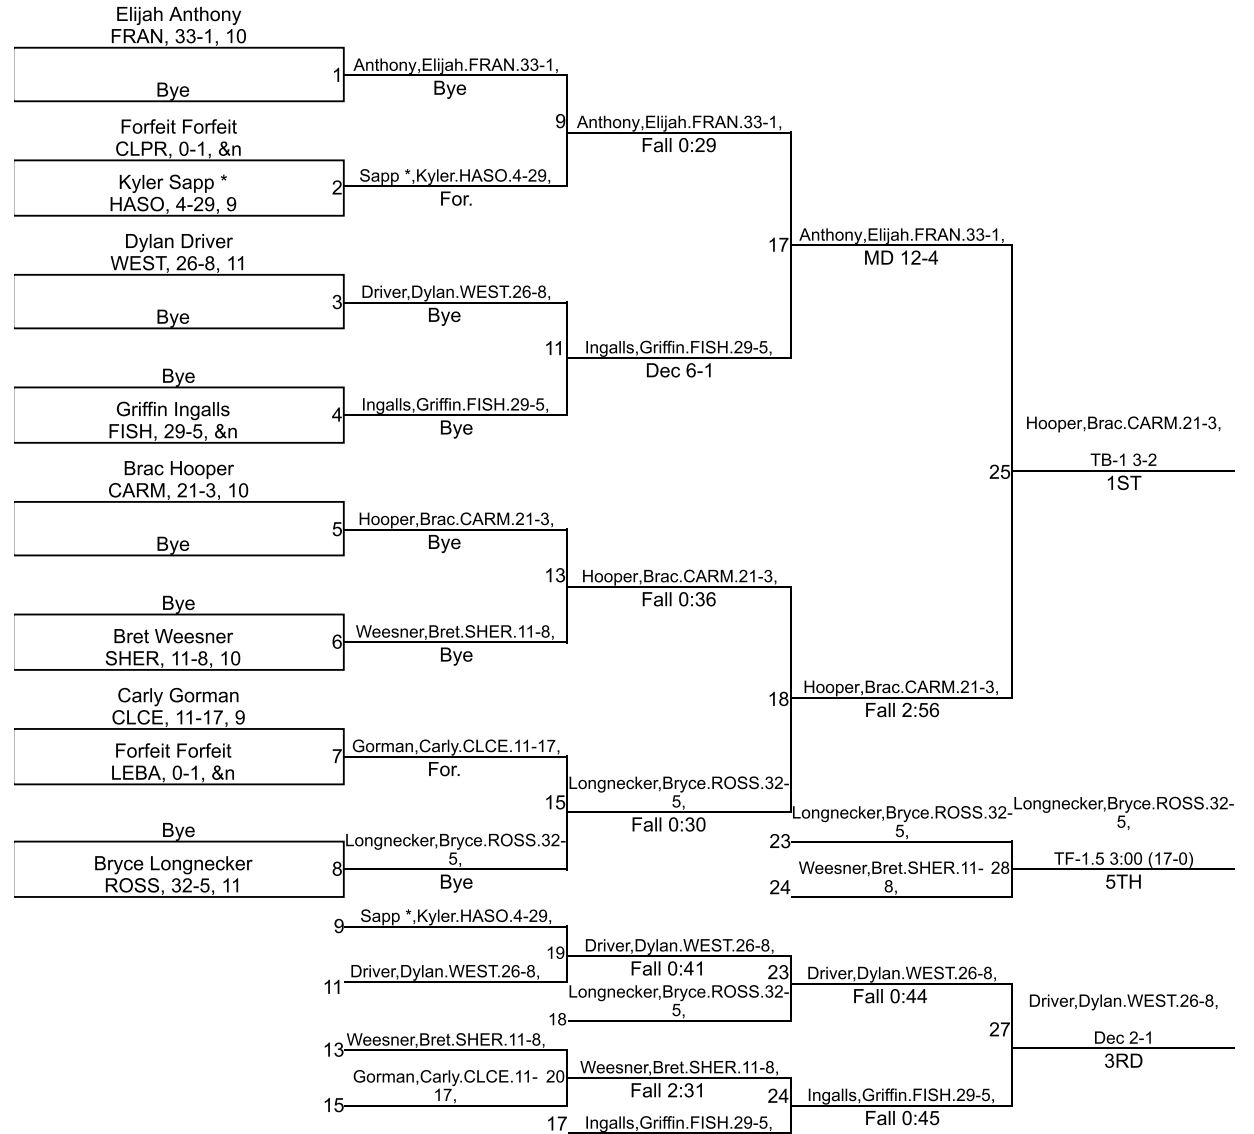 Elijah Anthony
FRAN, 33-1, 10
1
Bye
Anthony,Elijah.FRAN.33-1,
Bye
Forfeit Forfeit
CLPR, 0-1, &n
9
Anthony,Elijah.FRAN.33-1,
Fall 0:29
Kyler Sapp *
HASO, 4-29, 9
2
Sapp *,Kyler.HASO.4-29,
For.
Dylan Driver
WEST, 26-8, 11
17
Anthony,Elijah.FRAN.33-1,
MD 12-4
3
Bye
Driver,Dylan.WEST.26-8,
Bye
11
Ingalls,Griffin.FISH.29-5,
Dec 6-1
Bye
Griffin Ingalls
FISH, 29-5, &n
4
Ingalls,Griffin.FISH.29-5,
Bye
Hooper,Brac.CARM.21-3,
25
TB-1 3-2
1ST
Brac Hooper
CARM, 21-3, 10
5
Bye
Hooper,Brac.CARM.21-3,
Bye
13
Hooper,Brac.CARM.21-3,
Fall 0:36
Bye
Bret Weesner
SHER, 11-8, 10
6
Weesner,Bret.SHER.11-8,
Bye
18
Hooper,Brac.CARM.21-3,
Fall 2:56
Carly Gorman
CLCE, 11-17, 9
Forfeit Forfeit
LEBA, 0-1, &n
7
Gorman,Carly.CLCE.11-17,
For.
15
Longnecker,Bryce.ROSS.32-
5,
Fall 0:30
Bye
Bryce Longnecker
ROSS, 32-5, 11
8
Longnecker,Bryce.ROSS.32-
5,
Bye
23
Longnecker,Bryce.ROSS.32-
5,
24
Weesner,Bret.SHER.11-
8,
28
Longnecker,Bryce.ROSS.32-
5,
TF-1.5 3:00 (17-0)
5TH
9
Sapp *,Kyler.HASO.4-29,
11
Driver,Dylan.WEST.26-8,
19
Driver,Dylan.WEST.26-8,
Fall 0:41
18
Longnecker,Bryce.ROSS.32-
5,
23
Driver,Dylan.WEST.26-8,
Fall 0:44
13
Weesner,Bret.SHER.11-8,
15
Gorman,Carly.CLCE.11-
17,
20
Weesner,Bret.SHER.11-8,
Fall 2:31
17
Ingalls,Griffin.FISH.29-5,
24
Ingalls,Griffin.FISH.29-5,
Fall 0:45
27
Driver,Dylan.WEST.26-8,
Dec 2-1
3RD